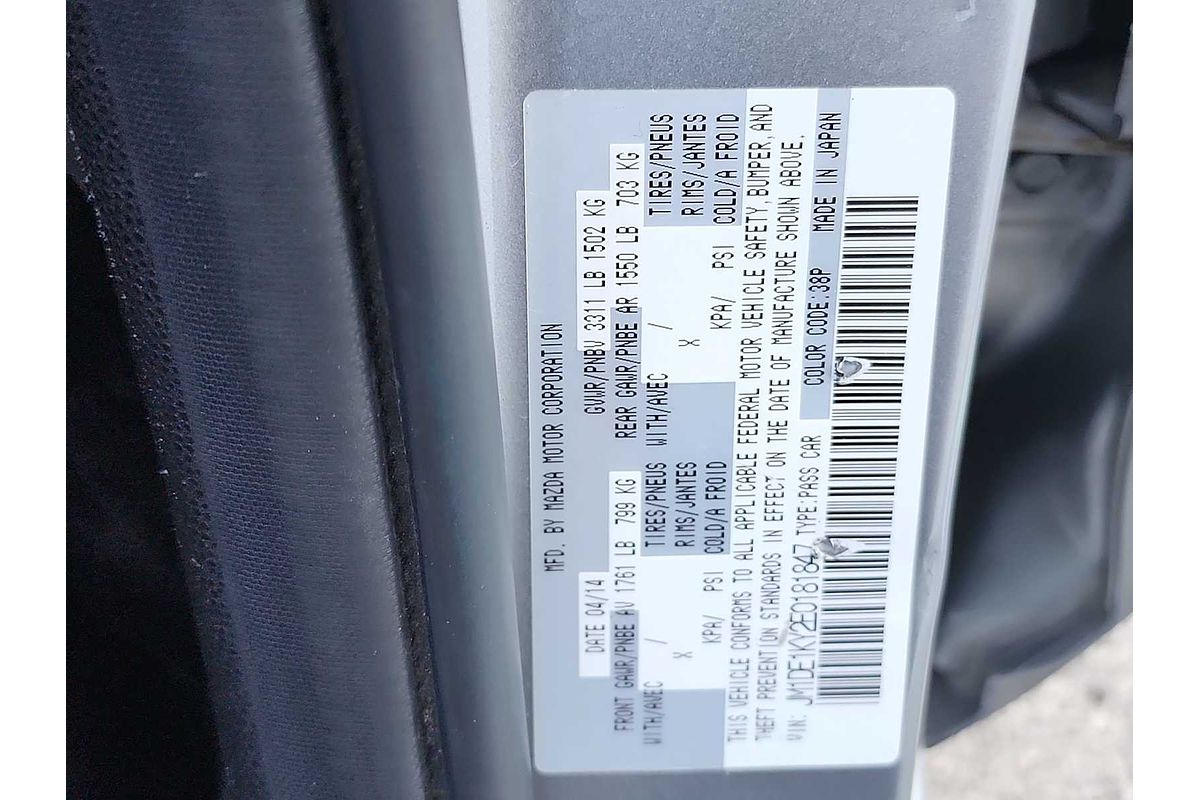 MFD. BY MAZDA MOTOR CORPORATION
DATE 04/14 GVWR/PNBV 3311 LB 1502 KG
FRONT GAWR/PNBE AV 1761 LB 799 KG REAR GAWR/PNBE AR 1550 LB 703 KG
WITH/AVEC / TIRES/PNEUS WITH/AVEC / TIRES/PNEUS
X RIMS/JANTES X RIMS/JANTES
KPA/ PSI COLD/A FROID KPA/ PSI COLD/A FROID
THIS VEHICLE CONFORMS TO ALL APPLICABLE FEDERAL MOTOR VEHICLE SAFETY, BUMPER, AND
THEFT PREVENTION STANDARDS IN EFFECT ON THE DATE OF MANUFACTURE SHOWN ABOVE.
VIN: JM1DE1KY2E0181847 TYPE:PASS CAR COLOR CODE:38P MADE IN JAPAN